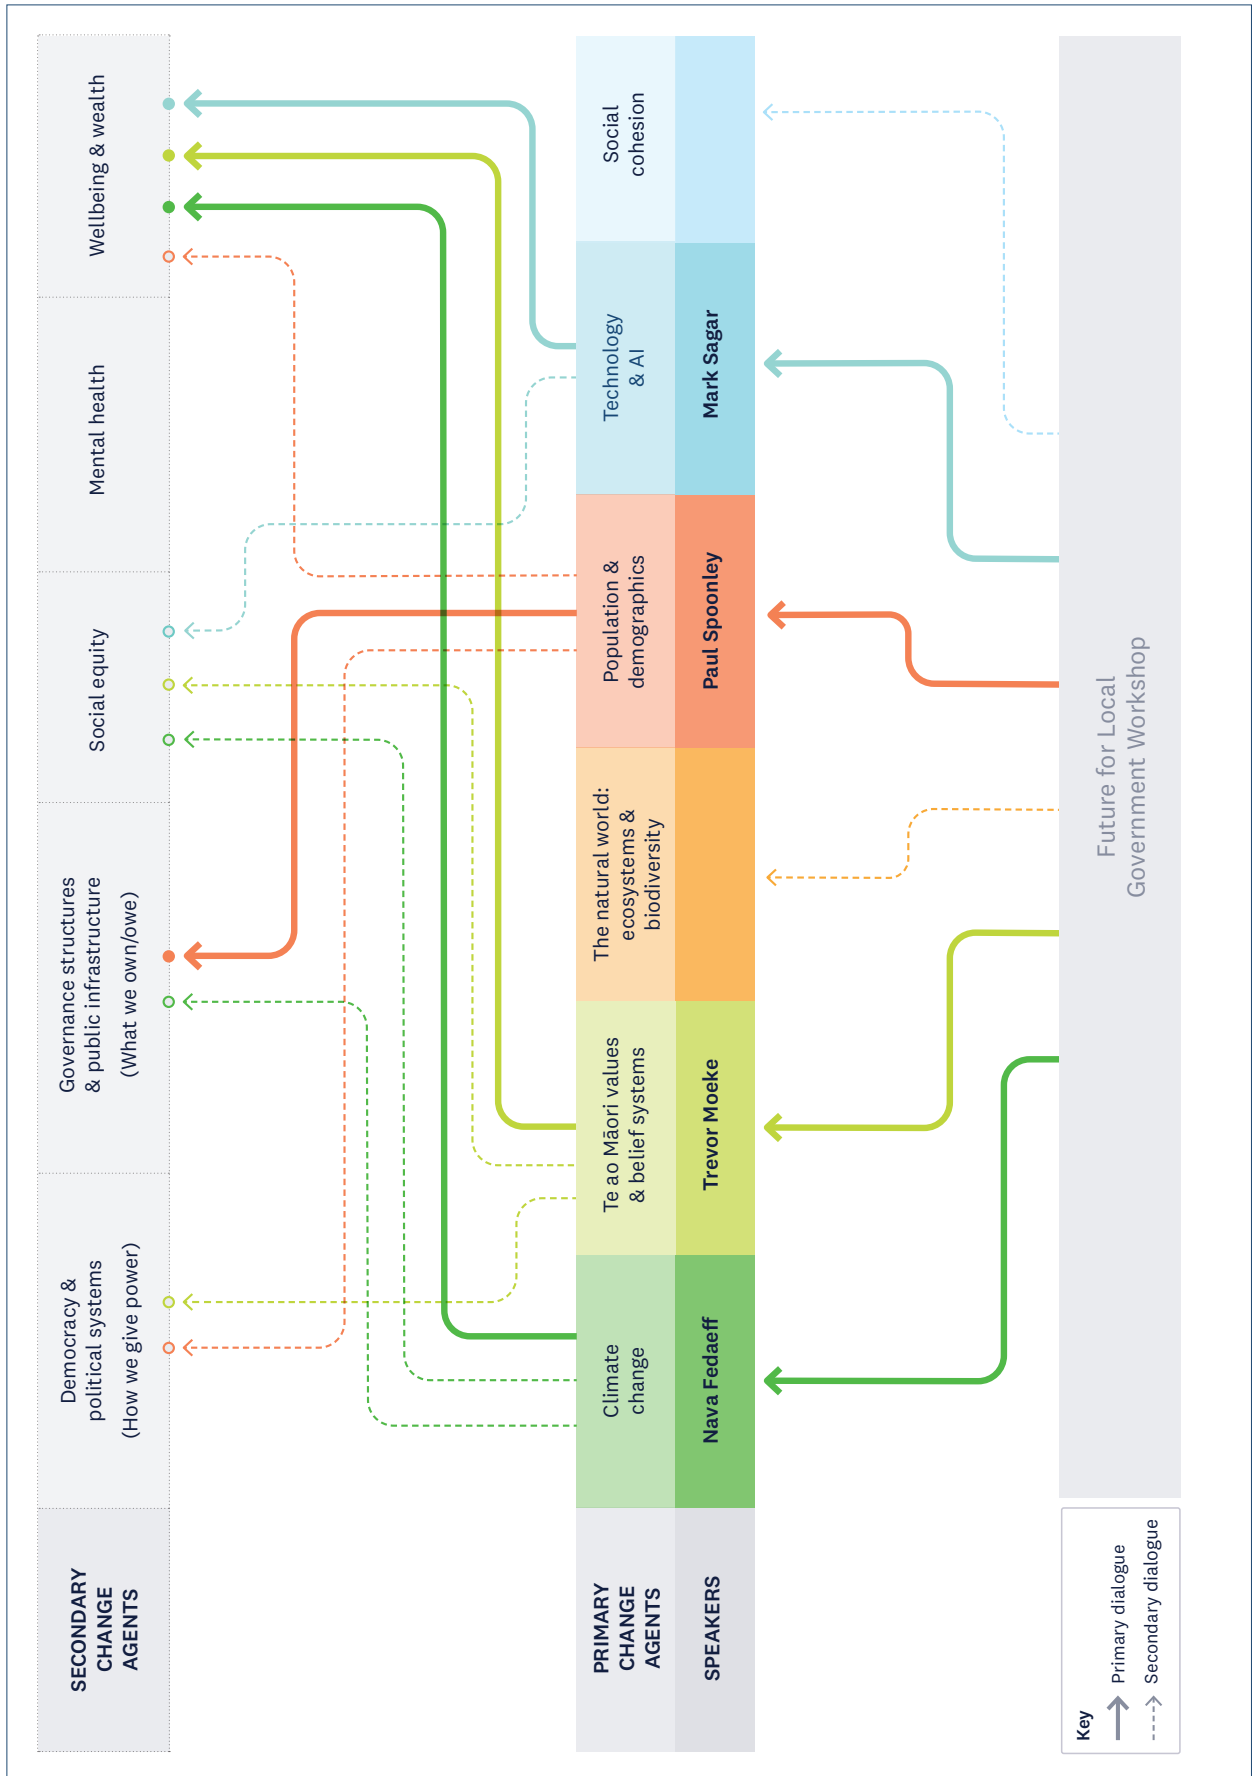 SECONDARY
CHANGE
AGENTS
Democracy &
political systems
(How we give power)
Governance structures
& public infrastructure
(What we own/owe)
Social equity
Mental health
Wellbeing & wealth
PRIMARY
CHANGE
AGENTS
Climate
change
Te ao Māori values
& belief systems
The natural world:
ecosystems &
biodiversity
Population &
demographics
Technology
& AI
Social
cohesion
SPEAKERS
Nava Fedaeff
Trevor Moeke
Paul Spoonley
Mark Sagar
Key
Primary dialogue
Secondary dialogue
Future for Local
Government Workshop